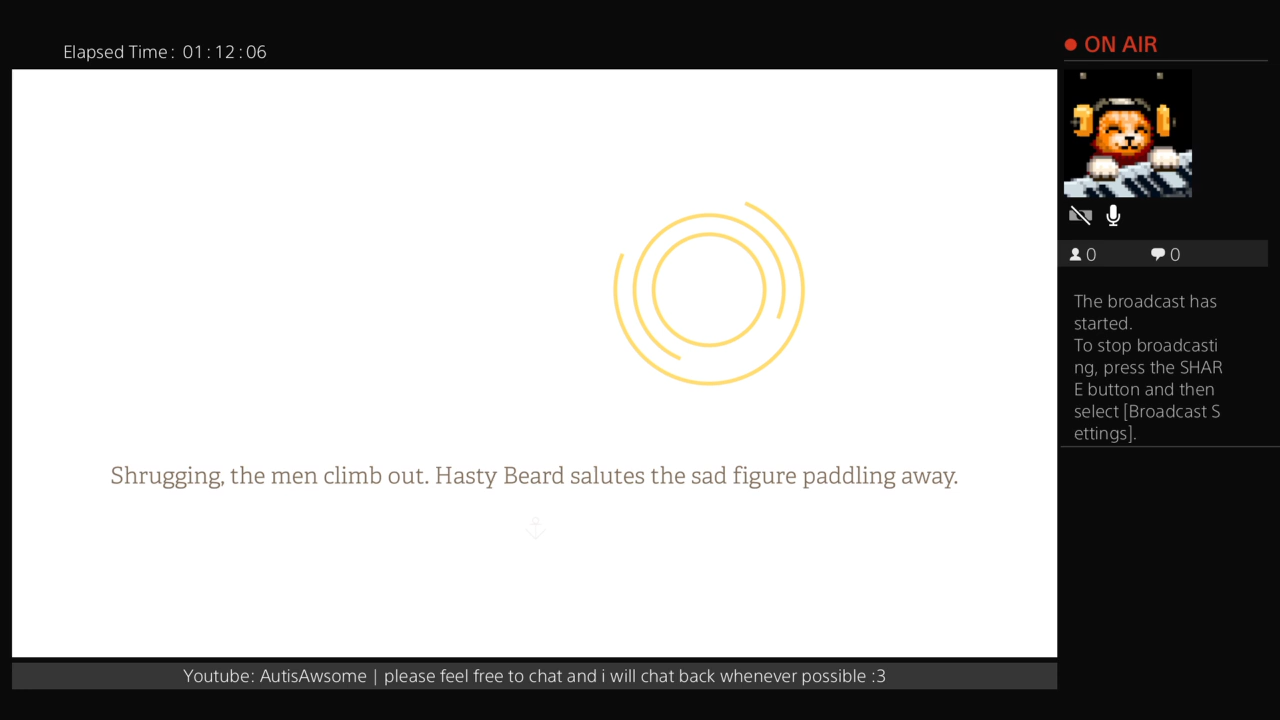 Elapsed Time: 01:12:06
ON AIR
0 0
The broadcast has
started.
To stop broadcasti
ng, press the SHAR
E button and then
select [Broadcast S
ettings].
Shrugging, the men climb out. Hasty Beard salutes the sad figure paddling away.
Youtube: AutisAwsome | please feel free to chat and i will chat back whenever possible :3